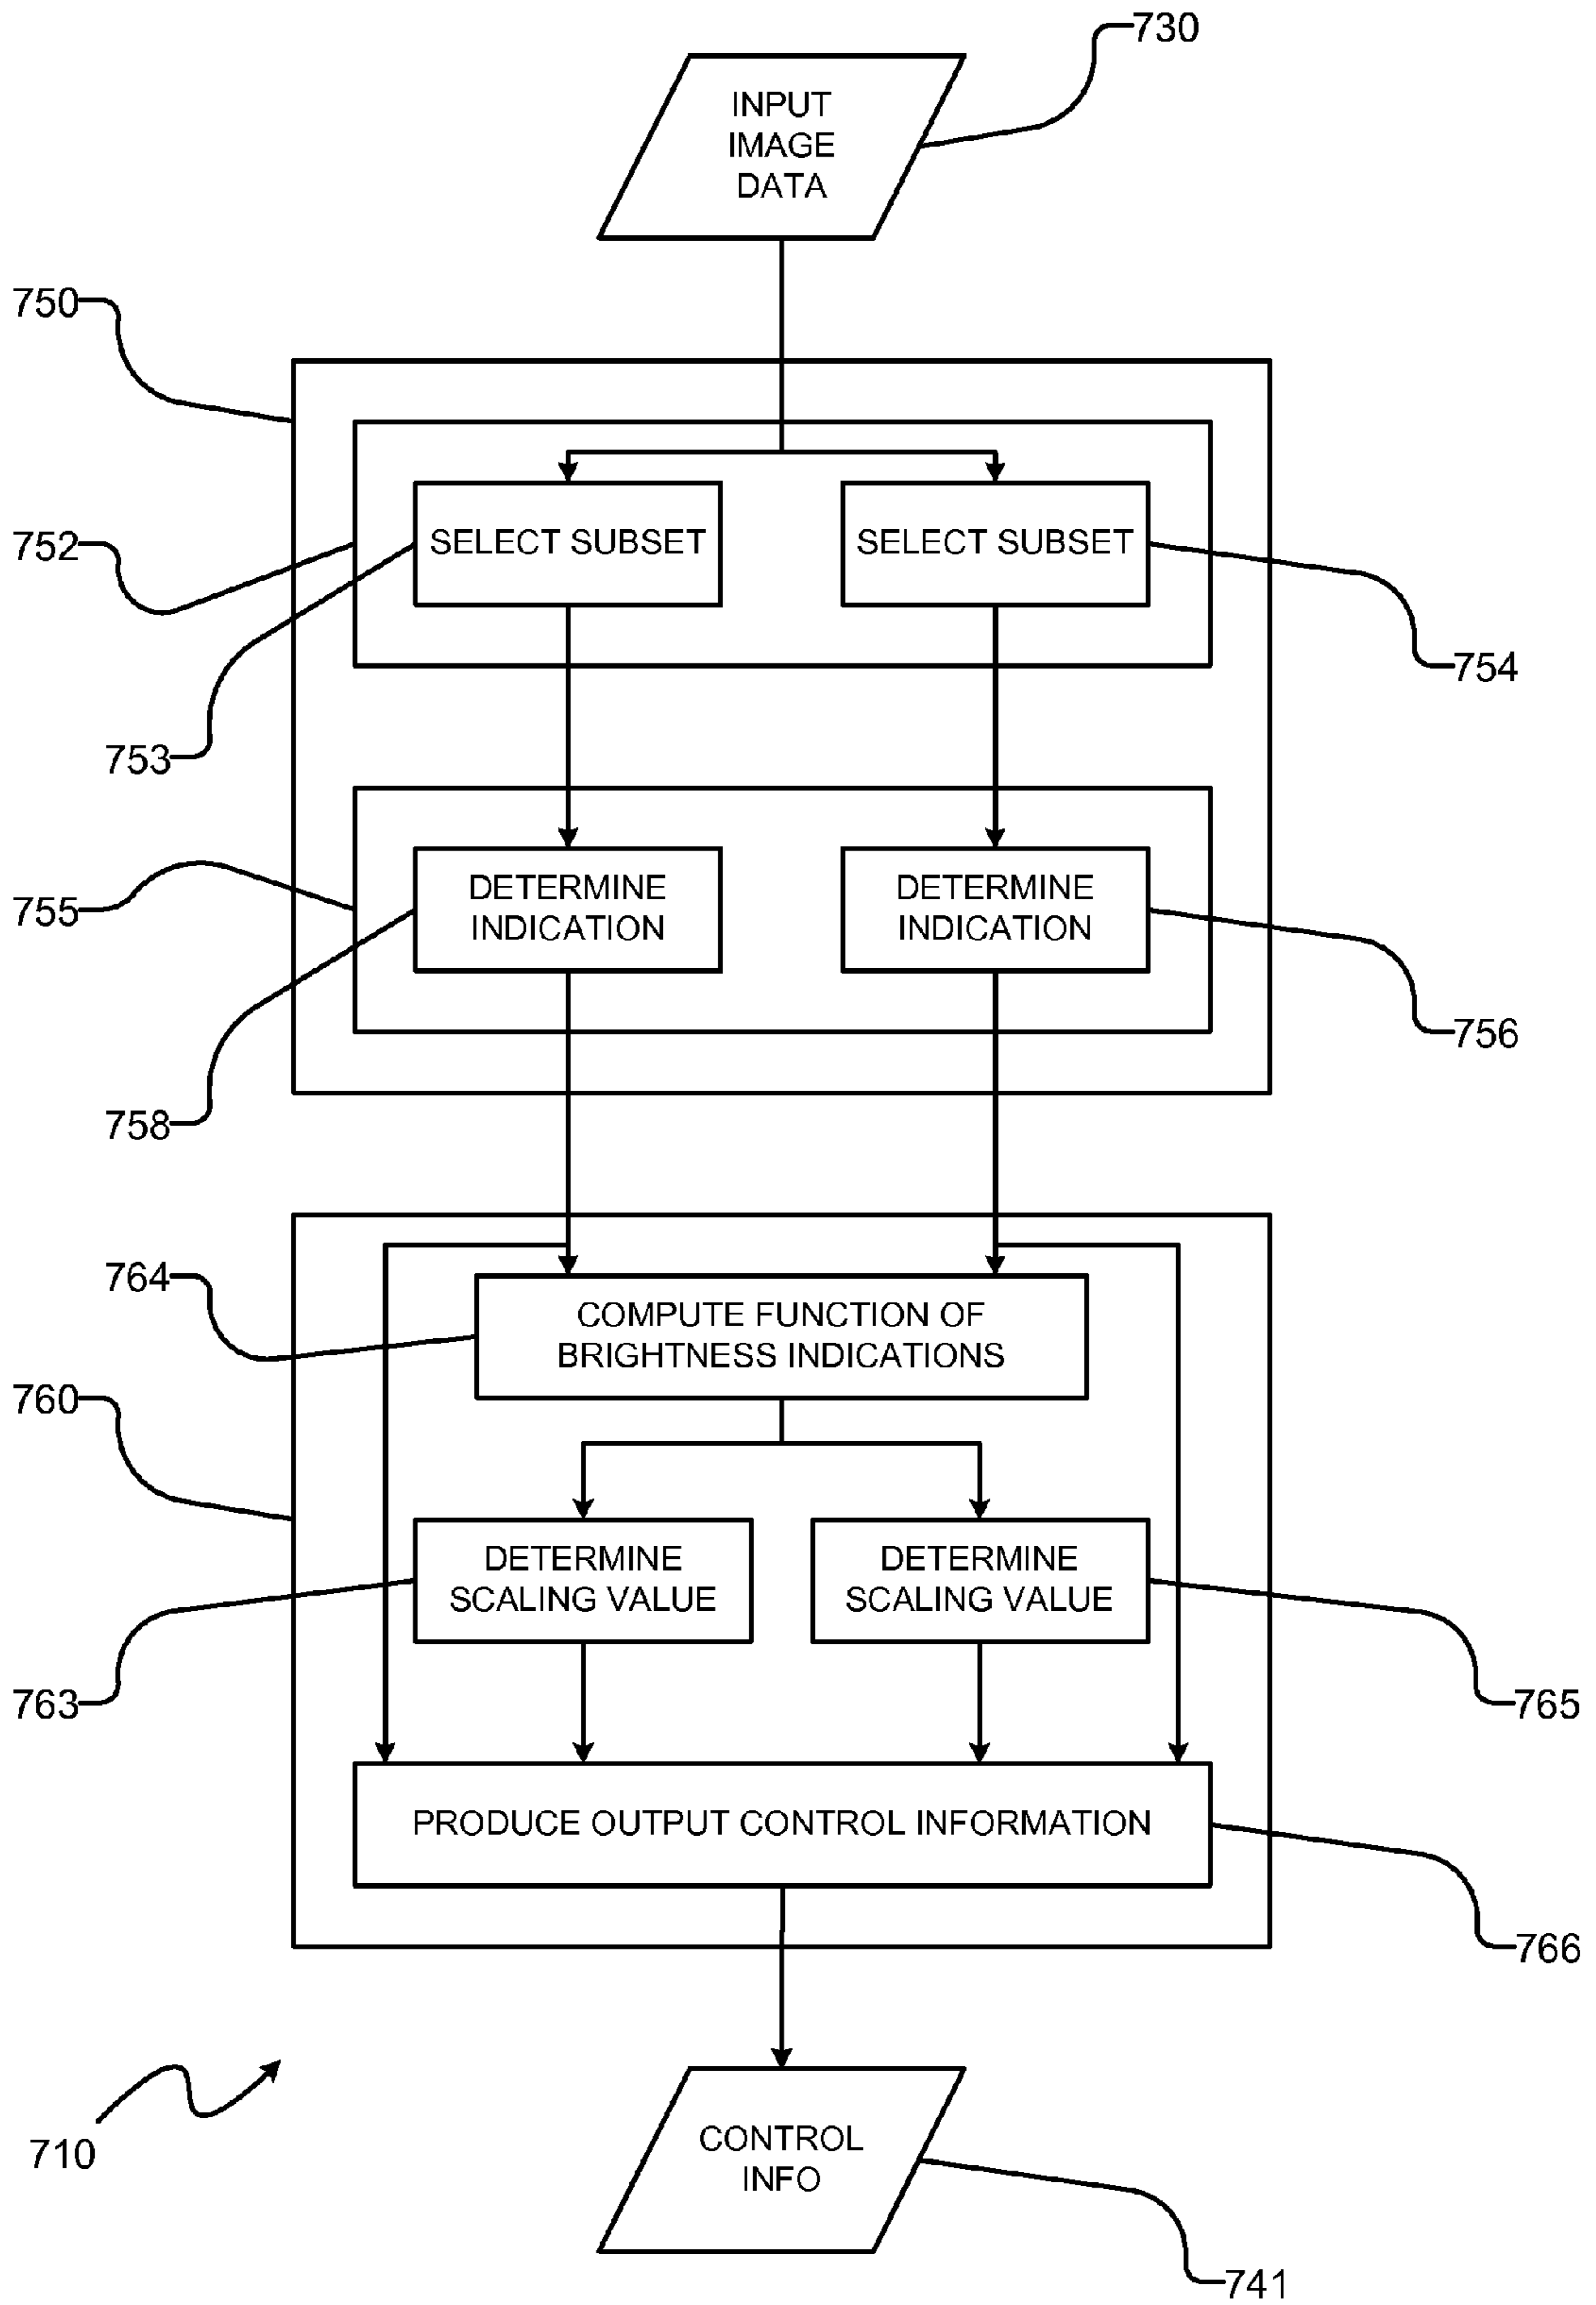 730
INPUT
IMAGE
DATA
750
752
SELECT SUBSET
SELECT SUBSET
754
753
755
DETERMINE
INDICATION
DETERMINE
INDICATION
756
758
764
COMPUTE FUNCTION OF
BRIGHTNESS INDICATIONS
760
DETERMINE
SCALING VALUE
DETERMINE
SCALING VALUE
763
765
PRODUCE OUTPUT CONTROL INFORMATION
766
710
CONTROL
INFO
741